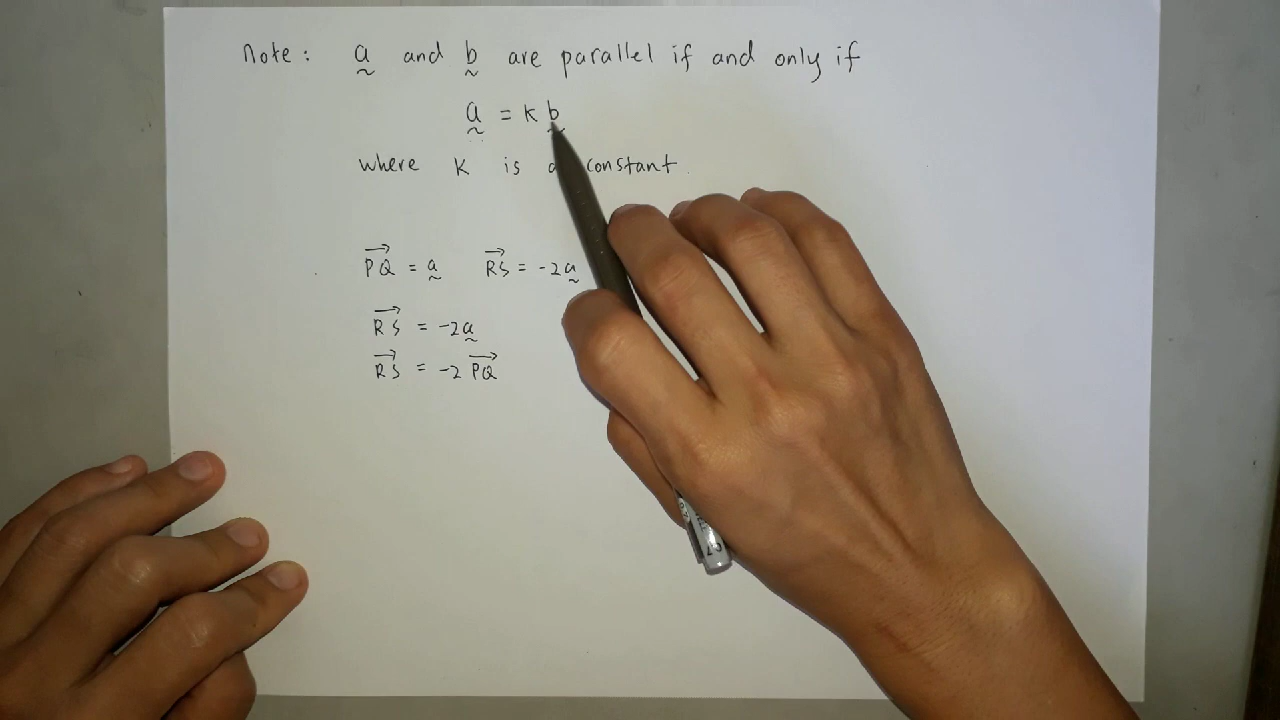 Note: a and b are parallel if and only if
a = k b
where k is a constant.
PQ = a RS = -2a
RS = -2a
RS = -2 PQ